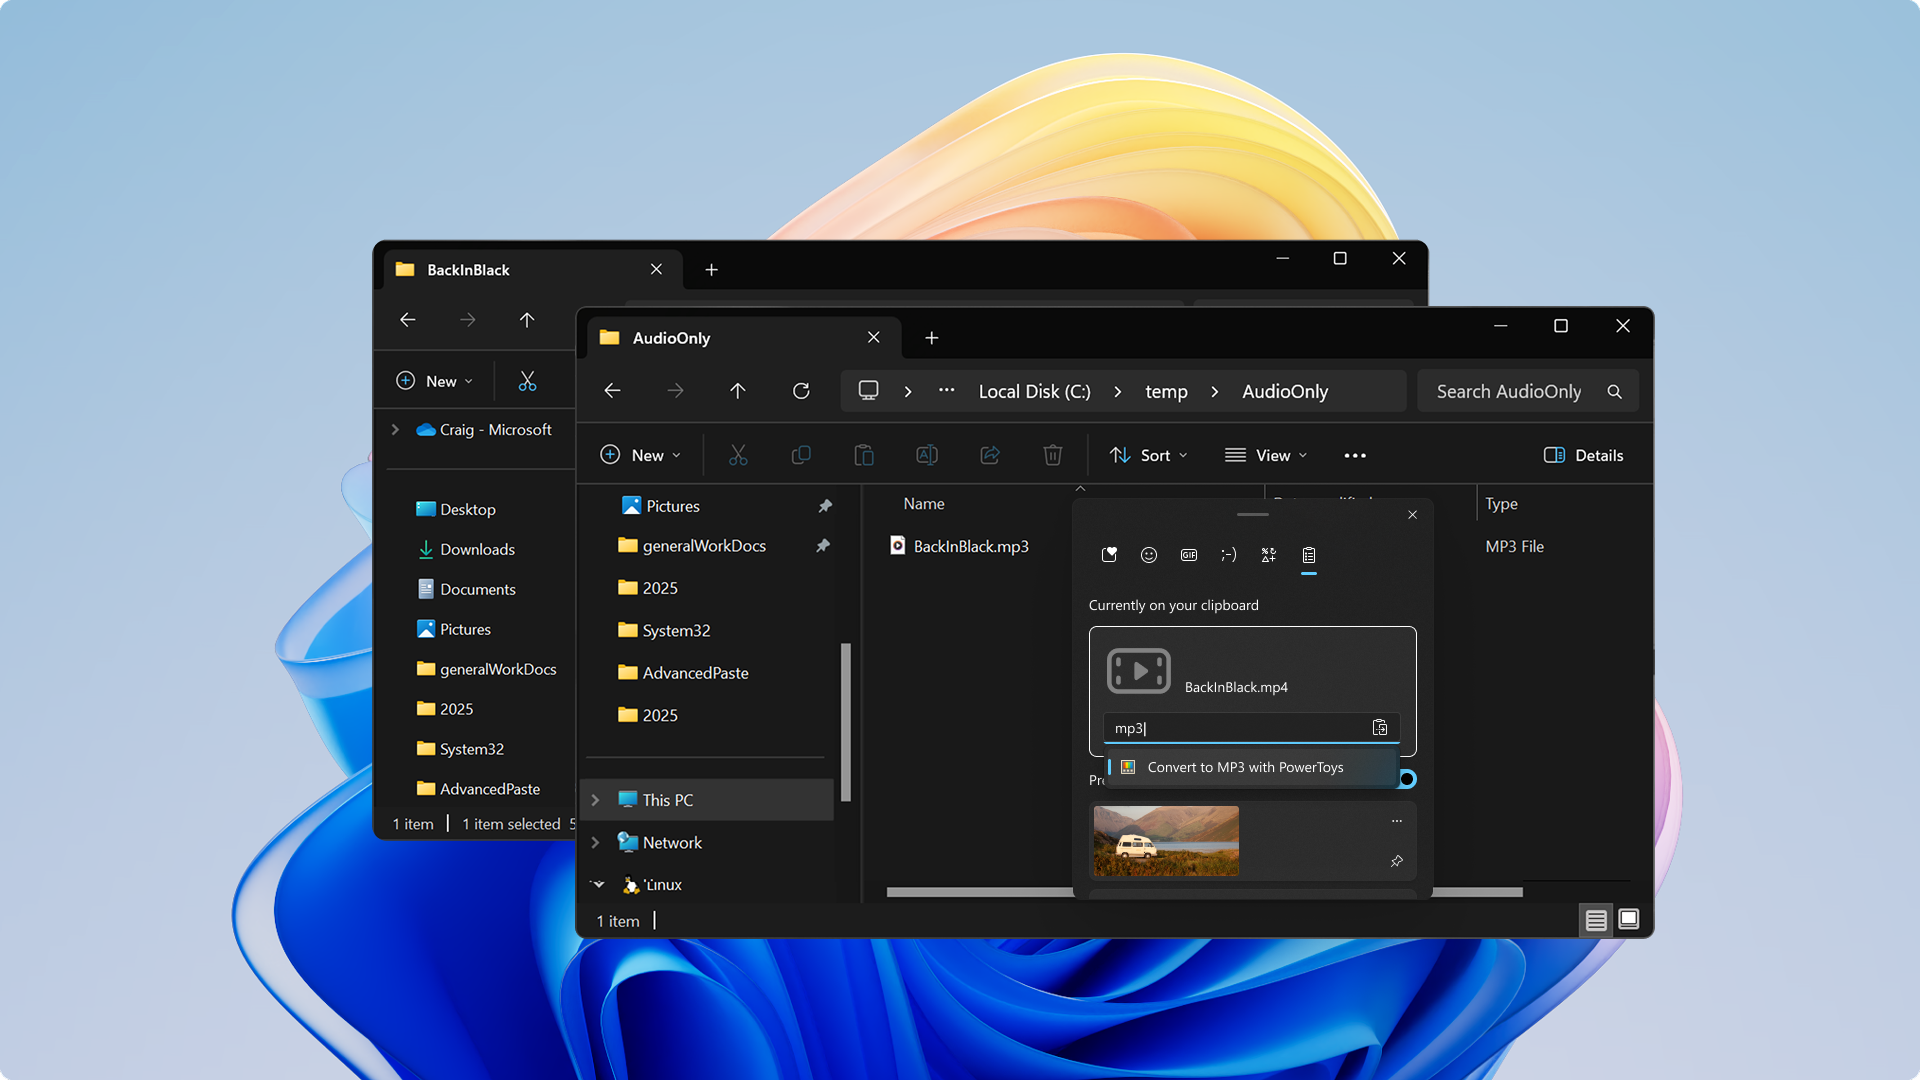 BackInBlack
New
Craig - Microsoft
Desktop
Downloads
Documents
Pictures
generalWorkDocs
2025
System32
AdvancedPaste
1 item
1 item selected 5
AudioOnly
Local Disk (C:)
temp
AudioOnly
Search AudioOnly
New
Sort
View
Details
Pictures
generalWorkDocs
2025
System32
AdvancedPaste
2025
This PC
Network
Linux
Name
Type
BackInBlack.mp3
MP3 File
GIF
;-)
Currently on your clipboard
BackInBlack.mp4
mp3
Convert to MP3 with PowerToys
1 item